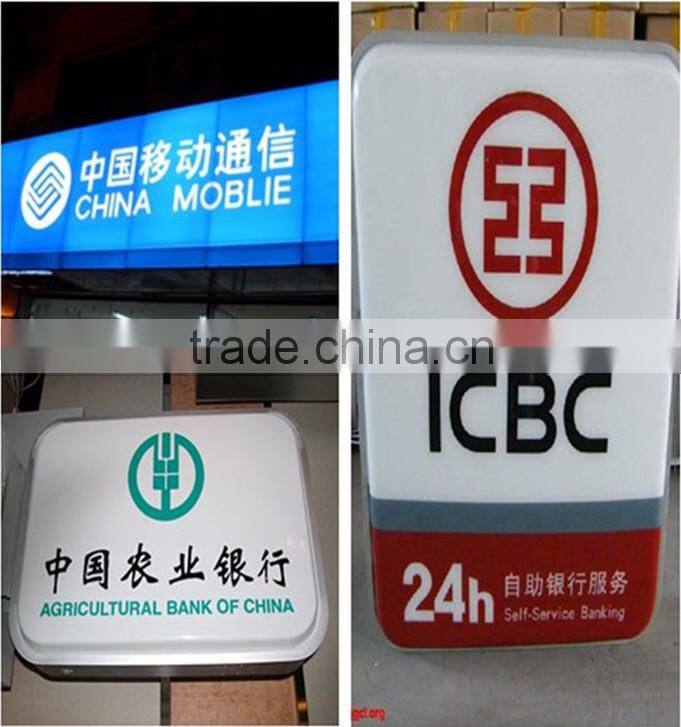 中国移动通信
CHINA MOBLIE
trade.china.cn
中国农业银行
AGRICULTURAL BANK OF CHINA
ICBC
24h
自助银行服务
Self-Service Banking